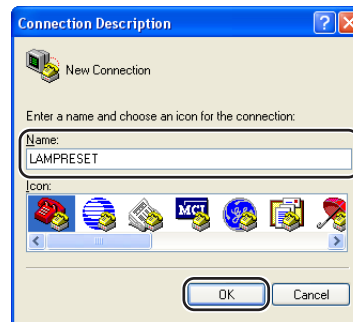 Connection Description
New Connection
Enter a name and choose an icon for the connection:
Name:
LAMPRESET
Icon:
MCI
OK
Cancel